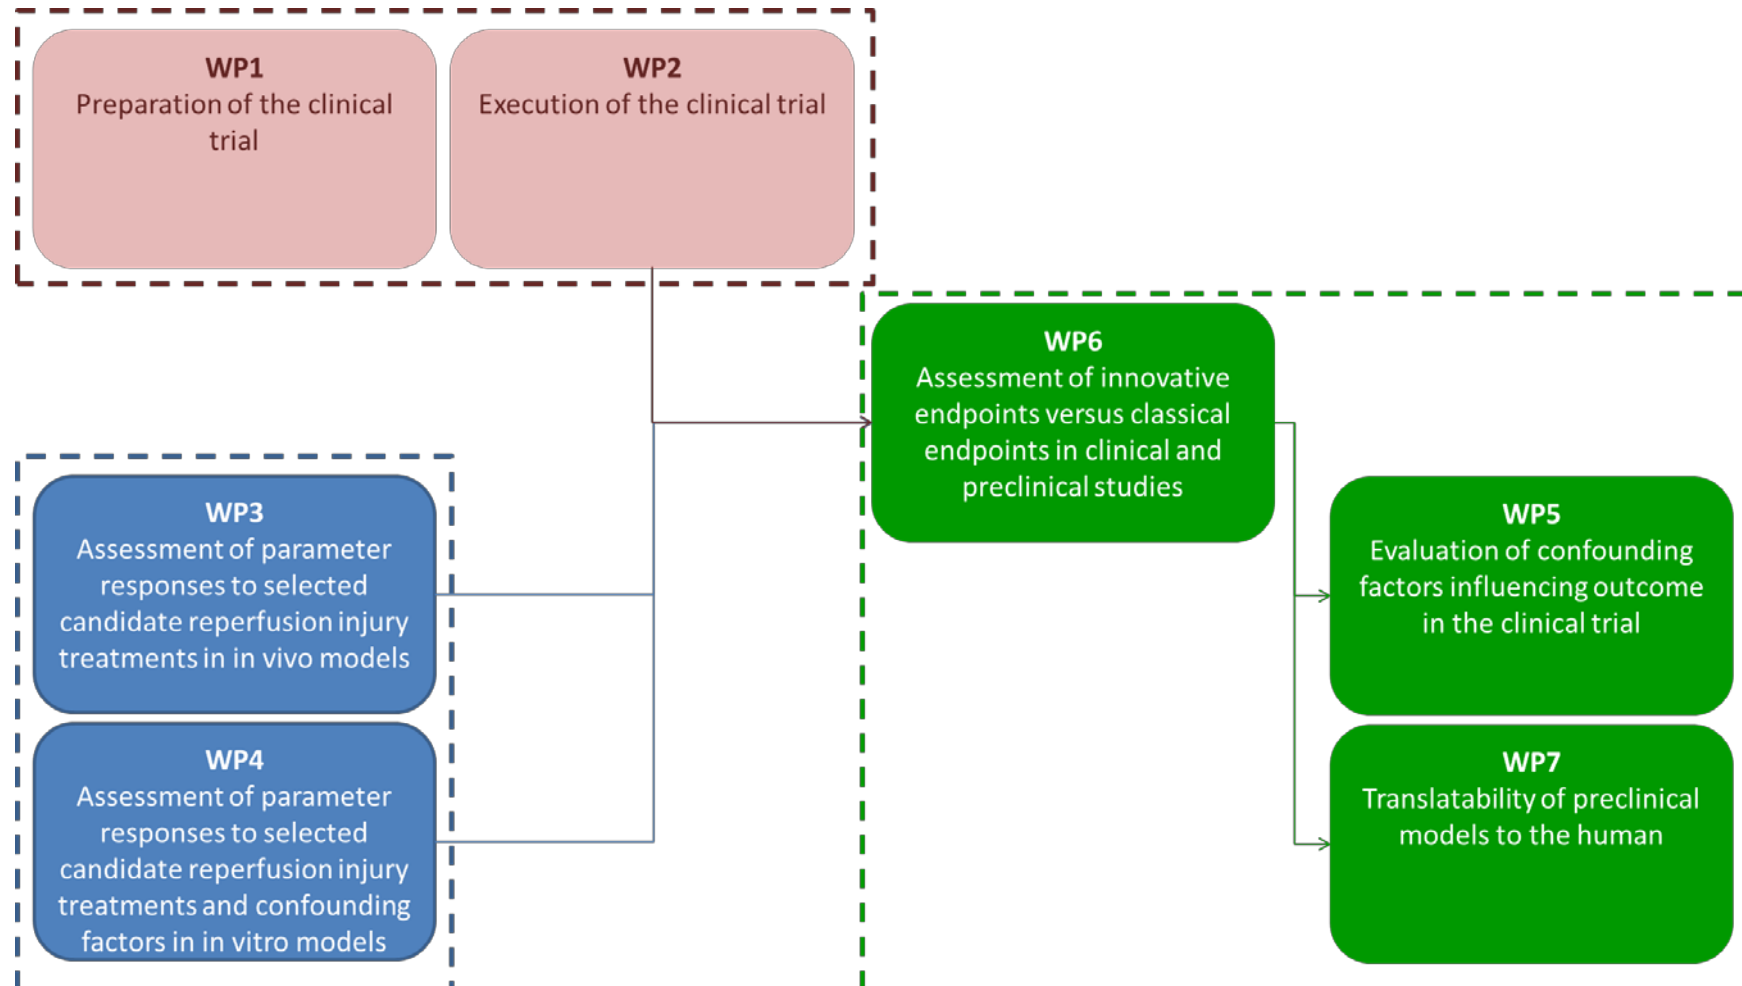 WP1
Preparation of the clinical
trial
WP2
Execution of the clinical trial
WP6
Assessment of innovative
endpoints versus classical
endpoints in clinical and
preclinical studies
WP3
Assessment of parameter
responses to selected
candidate reperfusion injury
treatments in in vivo models
WP5
Evaluation of confounding
factors influencing outcome
in the clinical trial
WP4
Assessment of parameter
responses to selected
candidate reperfusion injury
treatments and confounding
factors in in vitro models
WP7
Translatability of preclinical
models to the human